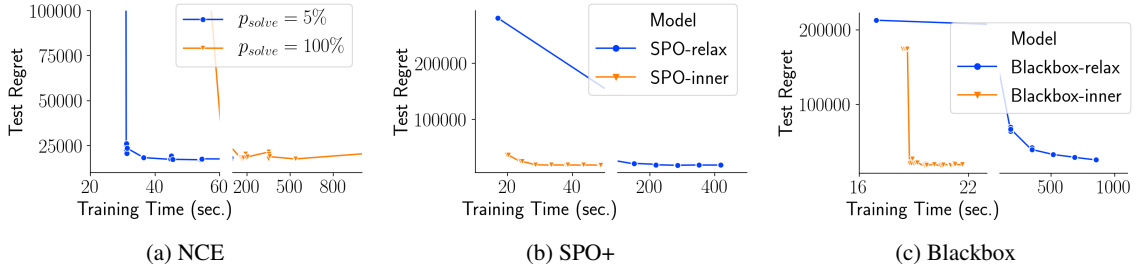 Test Regret
100000
75000
50000
25000
20
40
60
200
500
800
Training Time (sec.)
p_solve = 5%
p_solve = 100%
(a) NCE
Test Regret
200000
100000
20
40
200
400
Training Time (sec.)
Model
SPO-relax
SPO-inner
(b) SPO+
Test Regret
200000
100000
16
22
500
1000
Training Time (sec.)
Model
Blackbox-relax
Blackbox-inner
(c) Blackbox